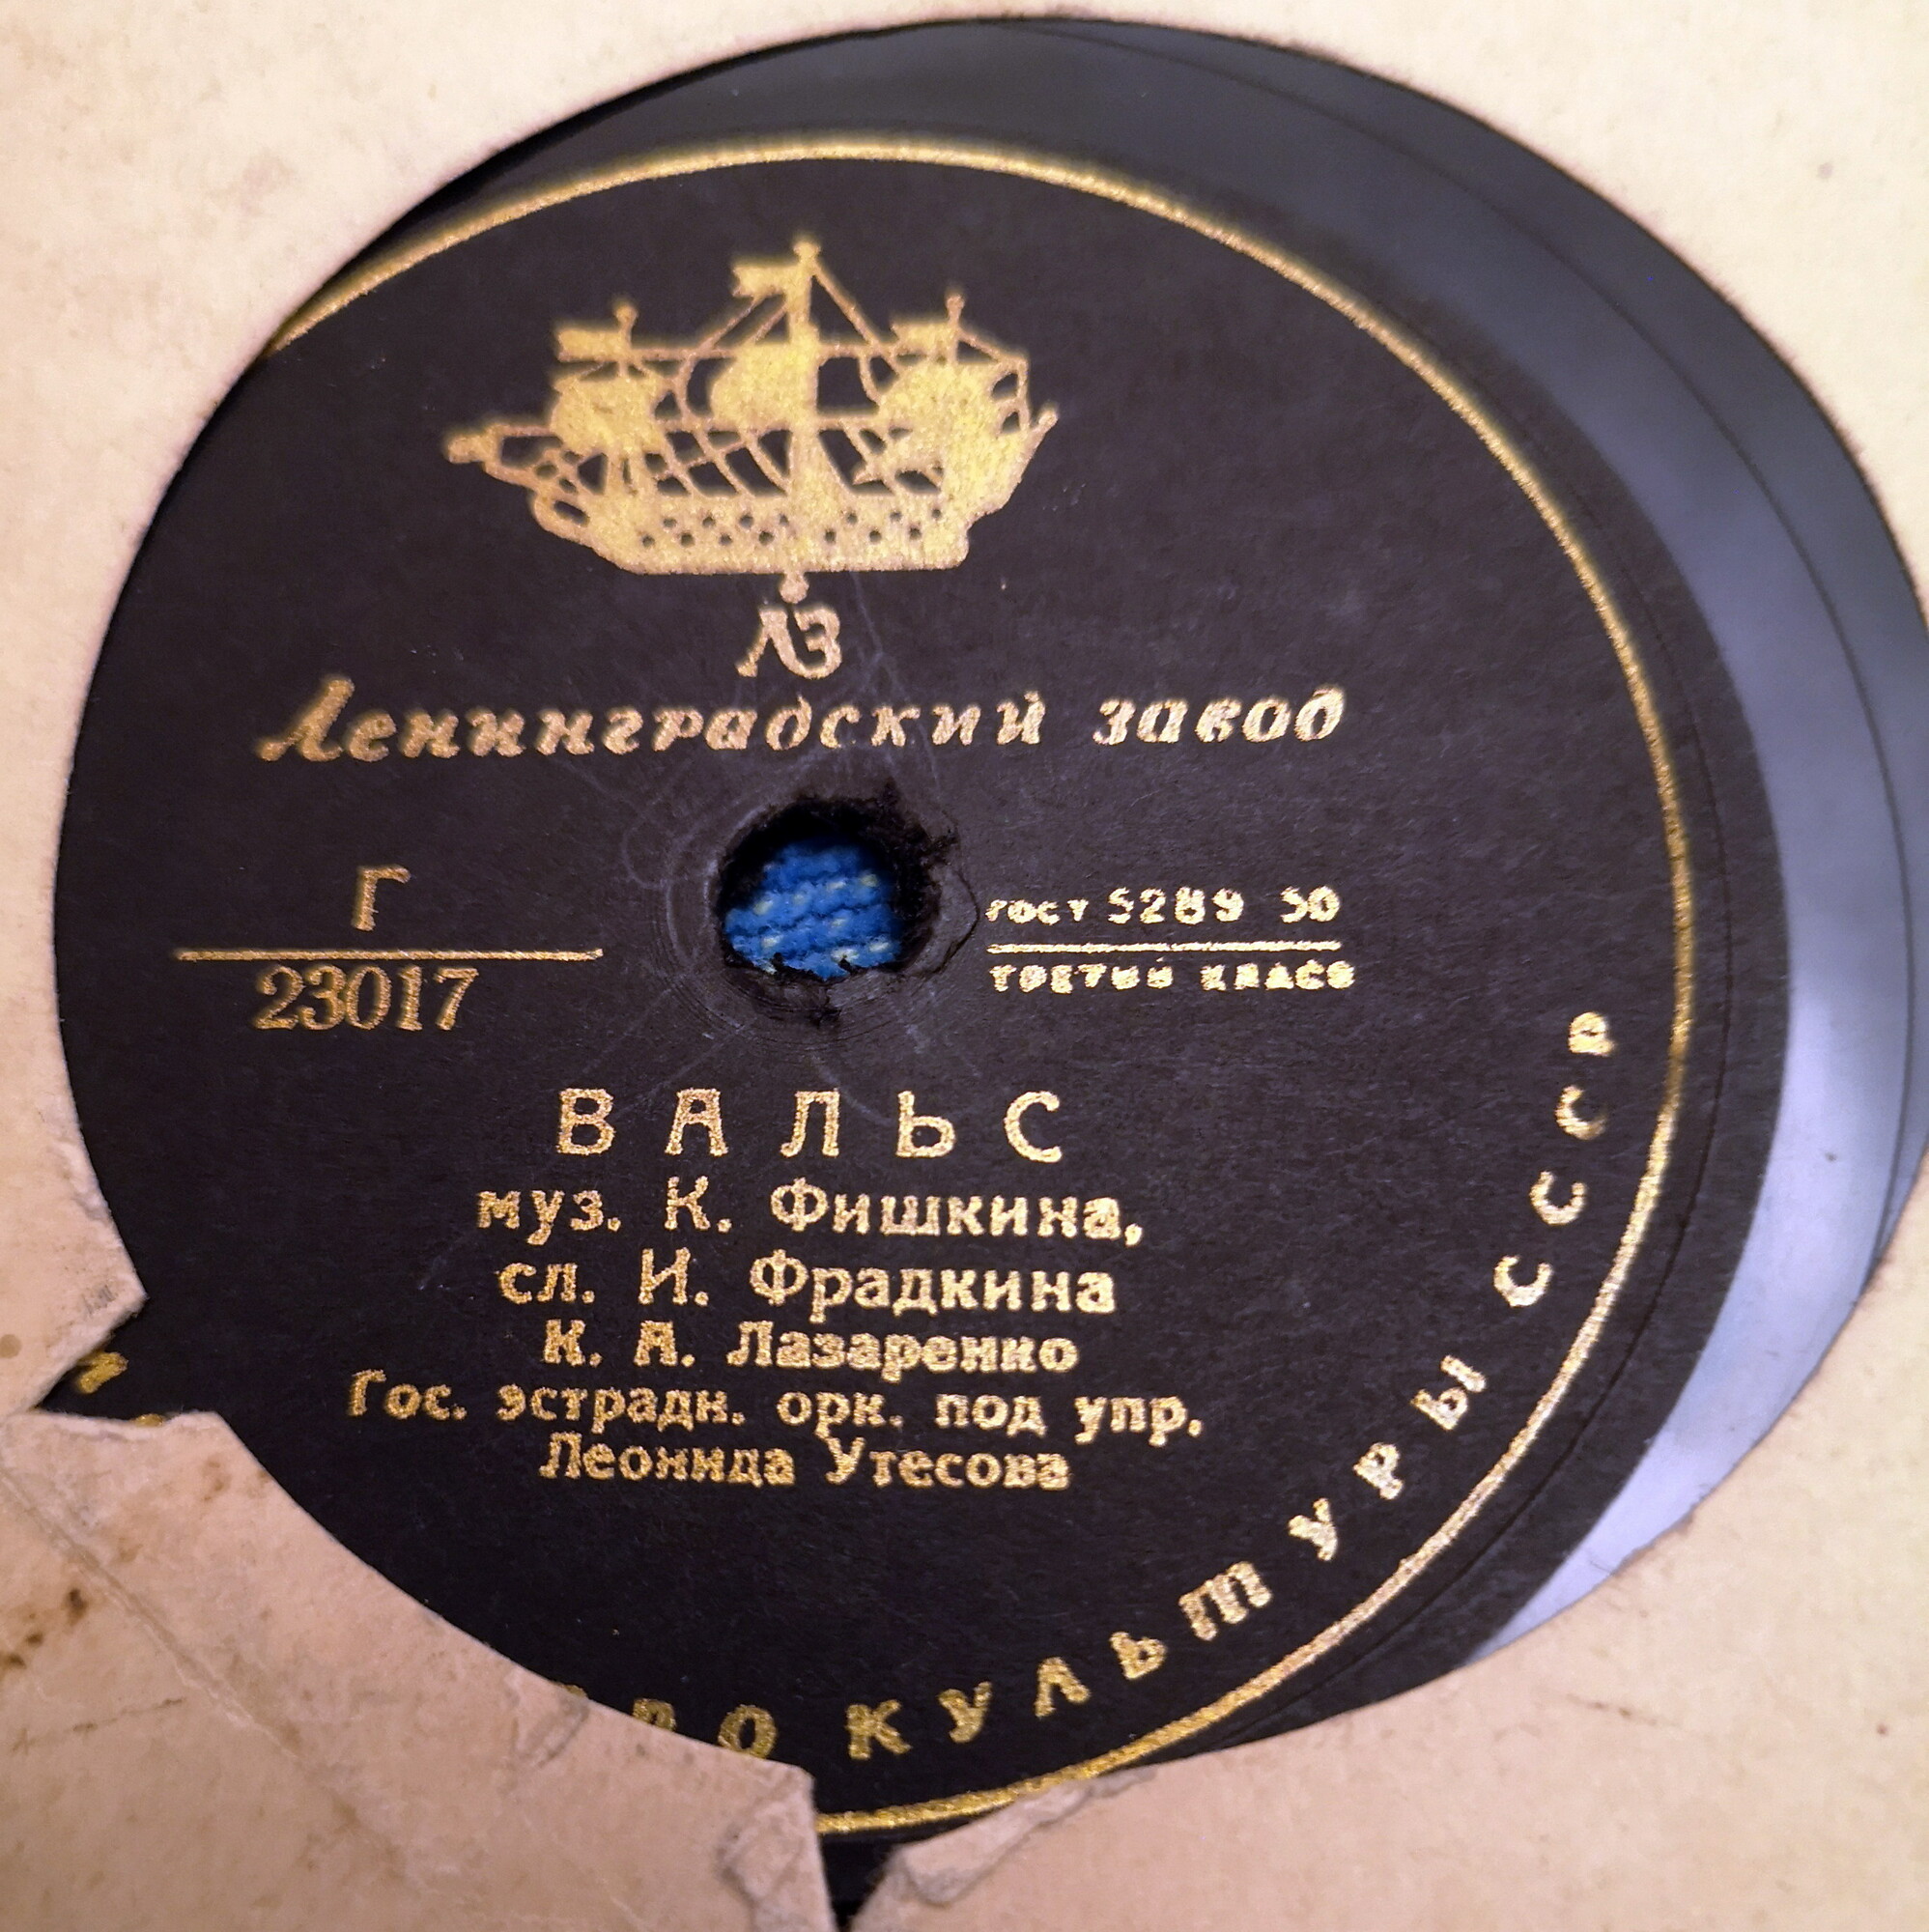 ЛЗ
Ленинградский завод
Г
23017
ГОСТ 5289 50
ТРЕТИЙ КЛАСС
ВАЛЬС
муз. К. Фишкина,
сл. И. Фрадкина
К. А. Лазаренко
Гос. эстрадн. орк. под упр.
Леонида Утесова
ВО КУЛЬТУРЫ СССР